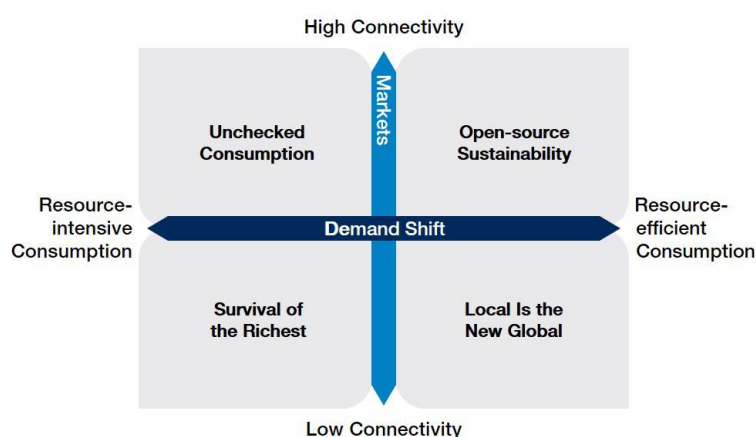 High Connectivity
Markets
Unchecked
Consumption
Open-source
Sustainability
Resource-
intensive
Consumption
Demand Shift
Resource-
efficient
Consumption
Survival of
the Richest
Local Is the
New Global
Low Connectivity